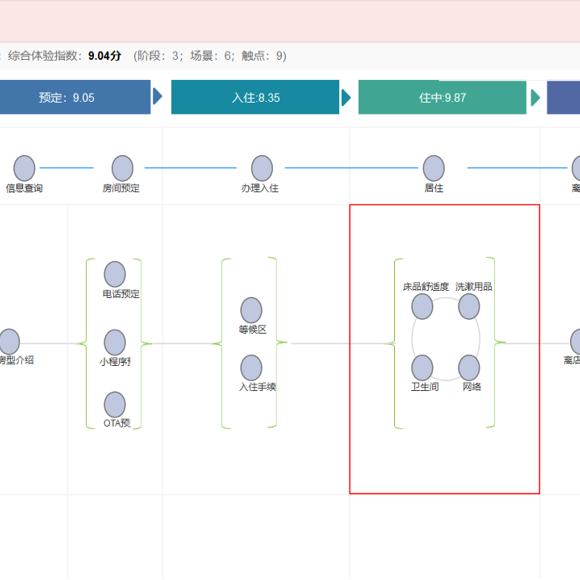 综合体验指数：9.04分 (阶段：3；场景：6；触点：9)
预定：9.05
入住:8.35
住中:9.87
信息查询
房间预定
办理入住
居住
离
床品舒适度
洗漱用品
电话预定
等候区
房型介绍
小程序预
离店
卫生间
网络
入住手续
OTA预